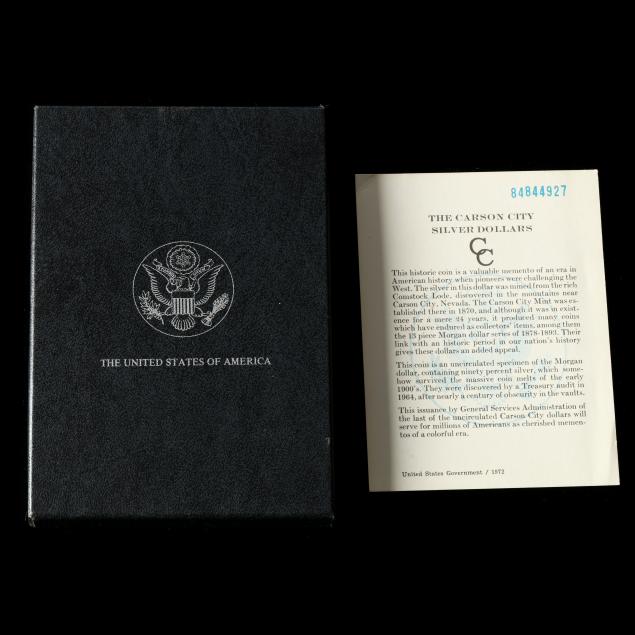 THE UNITED STATES OF AMERICA
84844927
THE CARSON CITY
SILVER DOLLARS
CC
This historic coin is a valuable memento of an era in
American history when pioneers were challenging the
West. The silver in this dollar was mined from the rich
Comstock Lode, discovered in the mountains near
Carson City, Nevada. The Carson City Mint was es-
tablished there in 1870, and although it was in exist-
ence for a mere 24 years, it produced many coins
which have endured as collectors' items, among them
the 13 piece Morgan dollar series of 1878-1893. Their
link with an historic period in our nation's history
gives these dollars an added appeal.
This coin is an uncirculated specimen of the Morgan
dollar, containing ninety percent silver, which some-
how survived the massive coin melts of the early
1900's. They were discovered by a Treasury audit in
1964, after nearly a century of obscurity in the vaults.
This issuance by General Services Administration of
the last of the uncirculated Carson City dollars will
serve for millions of Americans as cherished memen-
tos of a colorful era.
United States Government / 1972